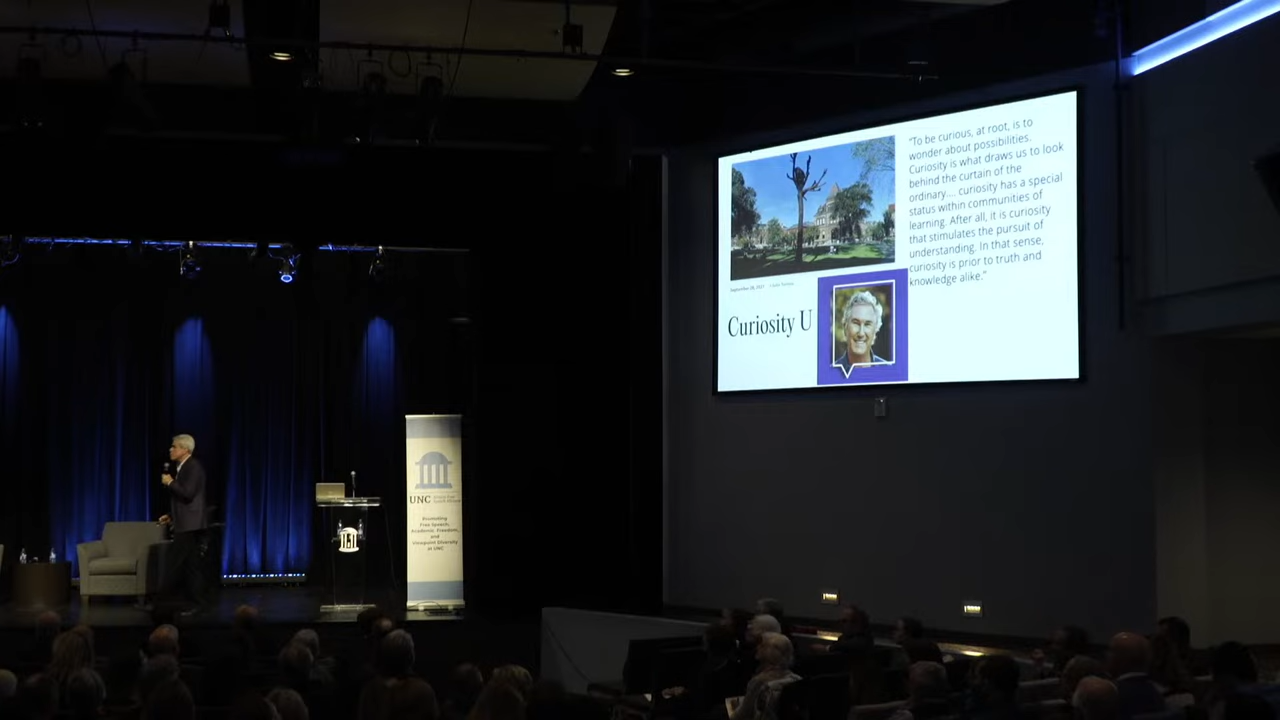 "To be curious, at root, is to
wonder about possibilities.
Curiosity is what draws us to look
behind the curtain of the
ordinary.... curiosity has a special
status within communities of
learning. After all, it is curiosity
that stimulates the pursuit of
understanding. In that sense,
curiosity is prior to truth and
knowledge alike."
Curiosity U
UNC
Promoting
Free Speech,
Academic Freedom,
and
Viewpoint Diversity
at UNC